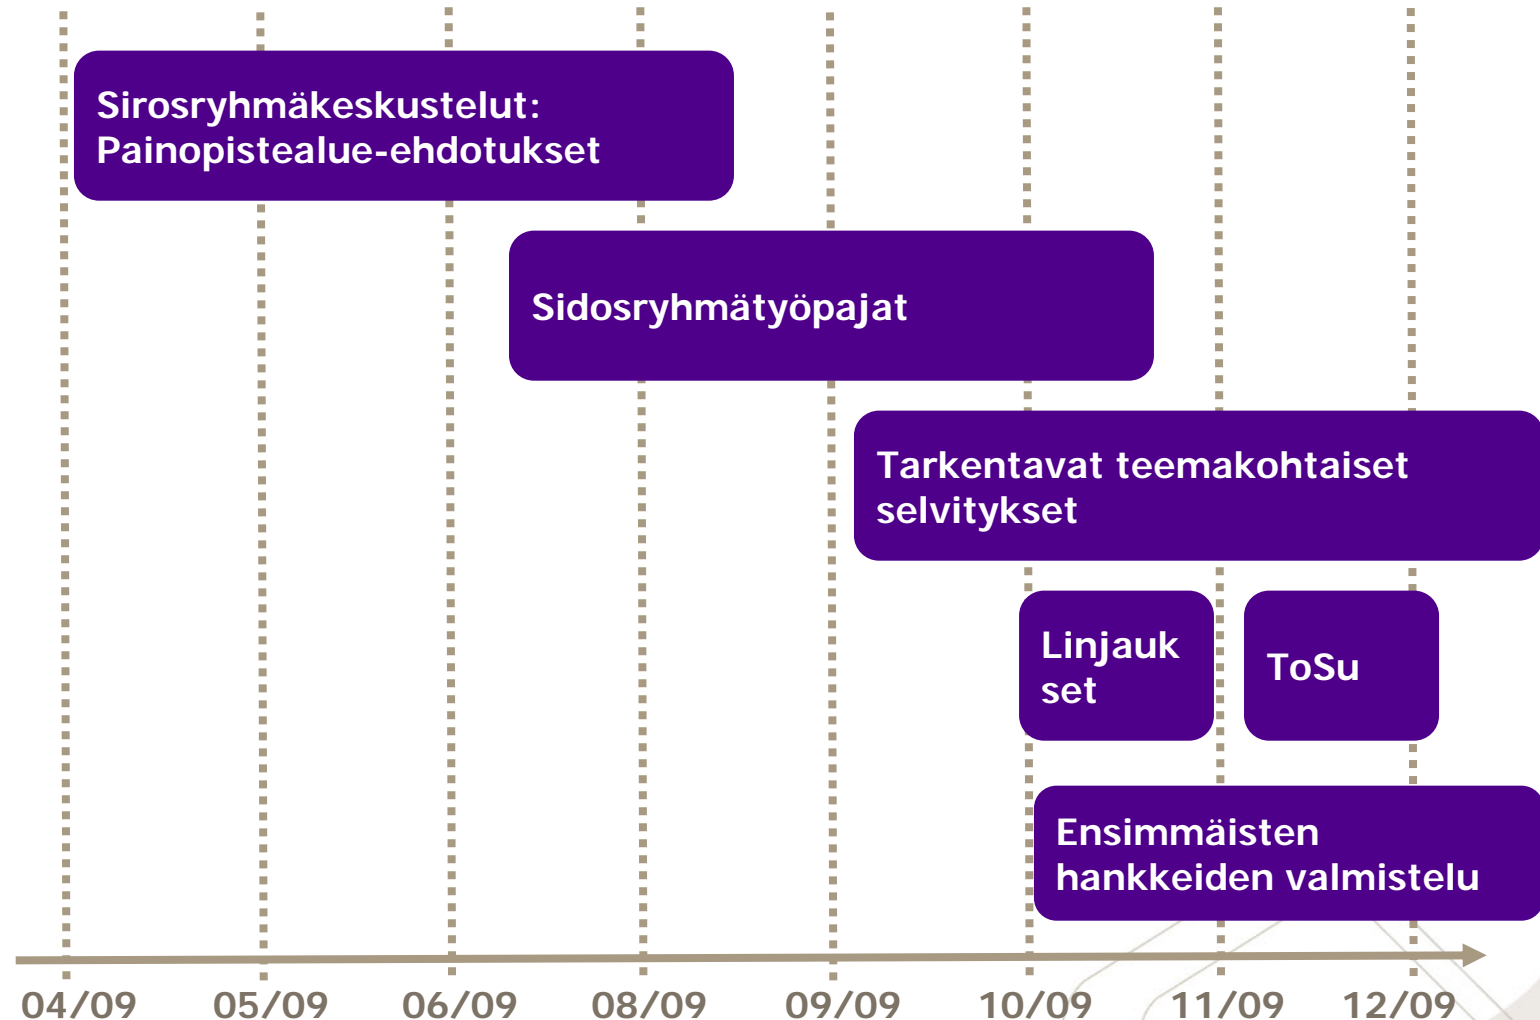 Sirosryhmäkeskustelut:
Painopistealue-ehdotukset
Sidosryhmätyöpajat
Tarkentavat teemakohtaiset
selvitykset
Linjauk
set
ToSu
Ensimmäisten
hankkeiden valmistelu
04/09 05/09 06/09 08/09 09/09 10/09 11/09 12/09